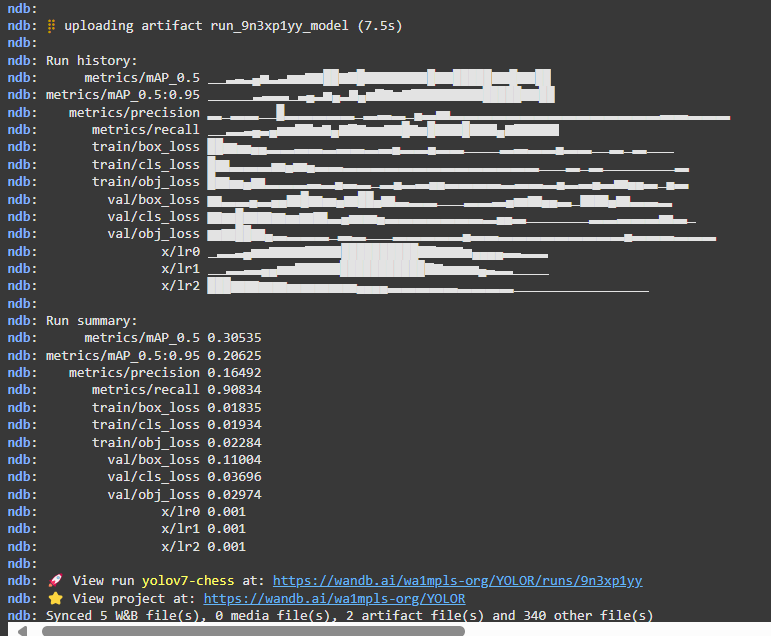 ndb:
ndb: ⣾ uploading artifact run_9n3xp1yy_model (7.5s)
ndb:
ndb: Run history:
ndb: metrics/mAP_0.5
ndb: metrics/mAP_0.5:0.95
ndb: metrics/precision
ndb: metrics/recall
ndb: train/box_loss
ndb: train/cls_loss
ndb: train/obj_loss
ndb: val/box_loss
ndb: val/cls_loss
ndb: val/obj_loss
ndb: x/lr0
ndb: x/lr1
ndb: x/lr2
ndb:
ndb: Run summary:
ndb: metrics/mAP_0.5 0.30535
ndb: metrics/mAP_0.5:0.95 0.20625
ndb: metrics/precision 0.16492
ndb: metrics/recall 0.90834
ndb: train/box_loss 0.01835
ndb: train/cls_loss 0.01934
ndb: train/obj_loss 0.02284
ndb: val/box_loss 0.11004
ndb: val/cls_loss 0.03696
ndb: val/obj_loss 0.02974
ndb: x/lr0 0.001
ndb: x/lr1 0.001
ndb: x/lr2 0.001
ndb:
ndb: 🚀 View run yolov7-chess at: https://wandb.ai/wa1mpls-org/YOLOR/runs/9n3xp1yy
ndb: ⭐ View project at: https://wandb.ai/wa1mpls-org/YOLOR
ndb: Synced 5 W&B file(s), 0 media file(s), 2 artifact file(s) and 340 other file(s)